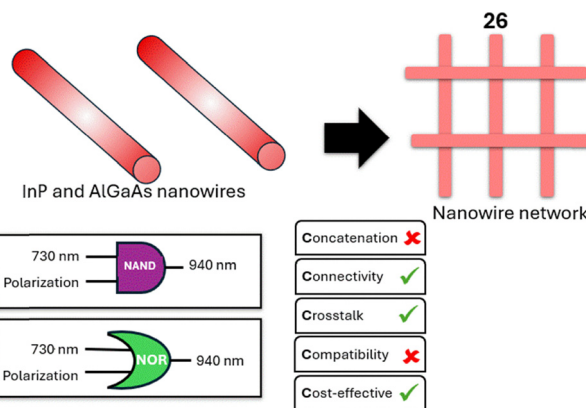 26
InP and AlGaAs nanowires
Nanowire network
730 nm
Polarization
NAND
940 nm
730 nm
Polarization
NOR
940 nm
Concatenation
Connectivity
Crosstalk
Compatibility
Cost-effective